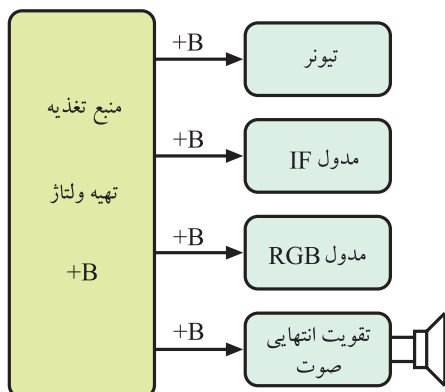 منبع تغذیه
تهیه ولتاژ
+B
+B
تیونر
+B
مدول IF
+B
مدول RGB
+B
تقویت انتهایی
صوت